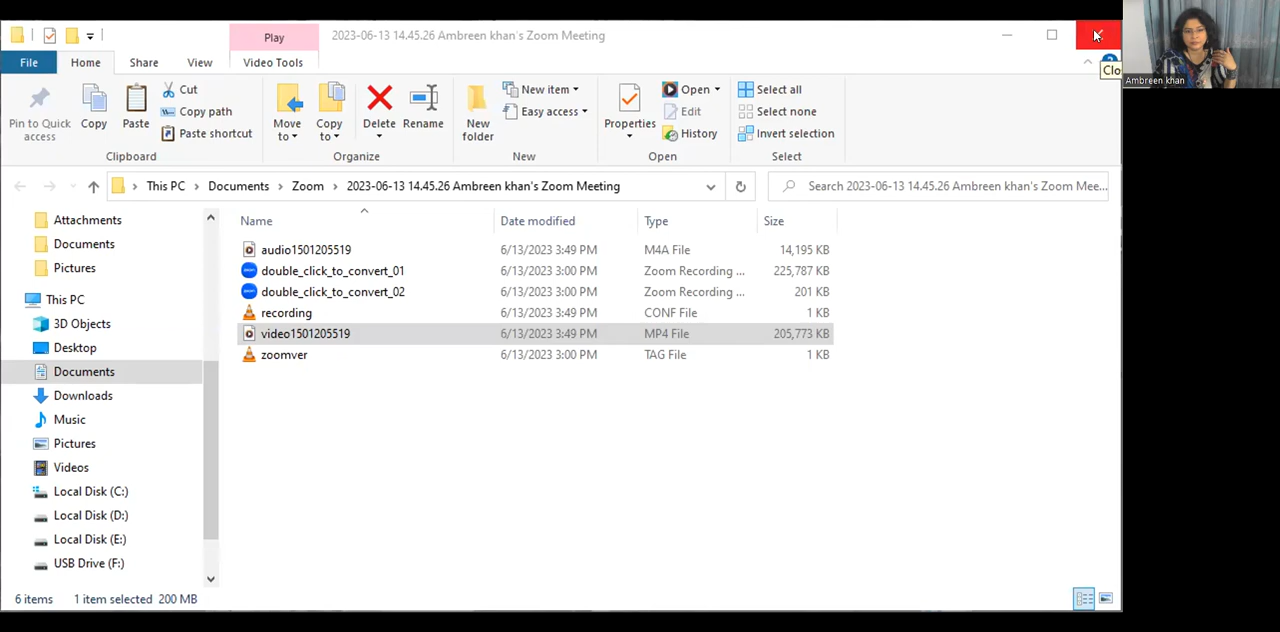 Play
2023-06-13 14.45.26 Ambreen khan's Zoom Meeting
File
Home
Share
View
Video Tools
Clo
Ambreen khan
Pin to Quick access
Copy
Paste
Cut
Copy path
Paste shortcut
Clipboard
Move to
Copy to
Delete
Rename
Organize
New folder
New item
Easy access
New
Properties
Open
Edit
History
Open
Select all
Select none
Invert selection
Select
This PC
Documents
Zoom
2023-06-13 14.45.26 Ambreen khan's Zoom Meeting
Search 2023-06-13 14.45.26 Ambreen khan's Zoom Mee...
Attachments
Documents
Pictures
This PC
3D Objects
Desktop
Documents
Downloads
Music
Pictures
Videos
Local Disk (C:)
Local Disk (D:)
Local Disk (E:)
USB Drive (F:)
Name Date modified Type Size
audio1501205519 6/13/2023 3:49 PM M4A File 14,195 KB
double_click_to_convert_01 6/13/2023 3:00 PM Zoom Recording ... 225,787 KB
double_click_to_convert_02 6/13/2023 3:00 PM Zoom Recording ... 201 KB
recording 6/13/2023 3:49 PM CONF File 1 KB
video1501205519 6/13/2023 3:49 PM MP4 File 205,773 KB
zoomver 6/13/2023 3:00 PM TAG File 1 KB
6 items 1 item selected 200 MB